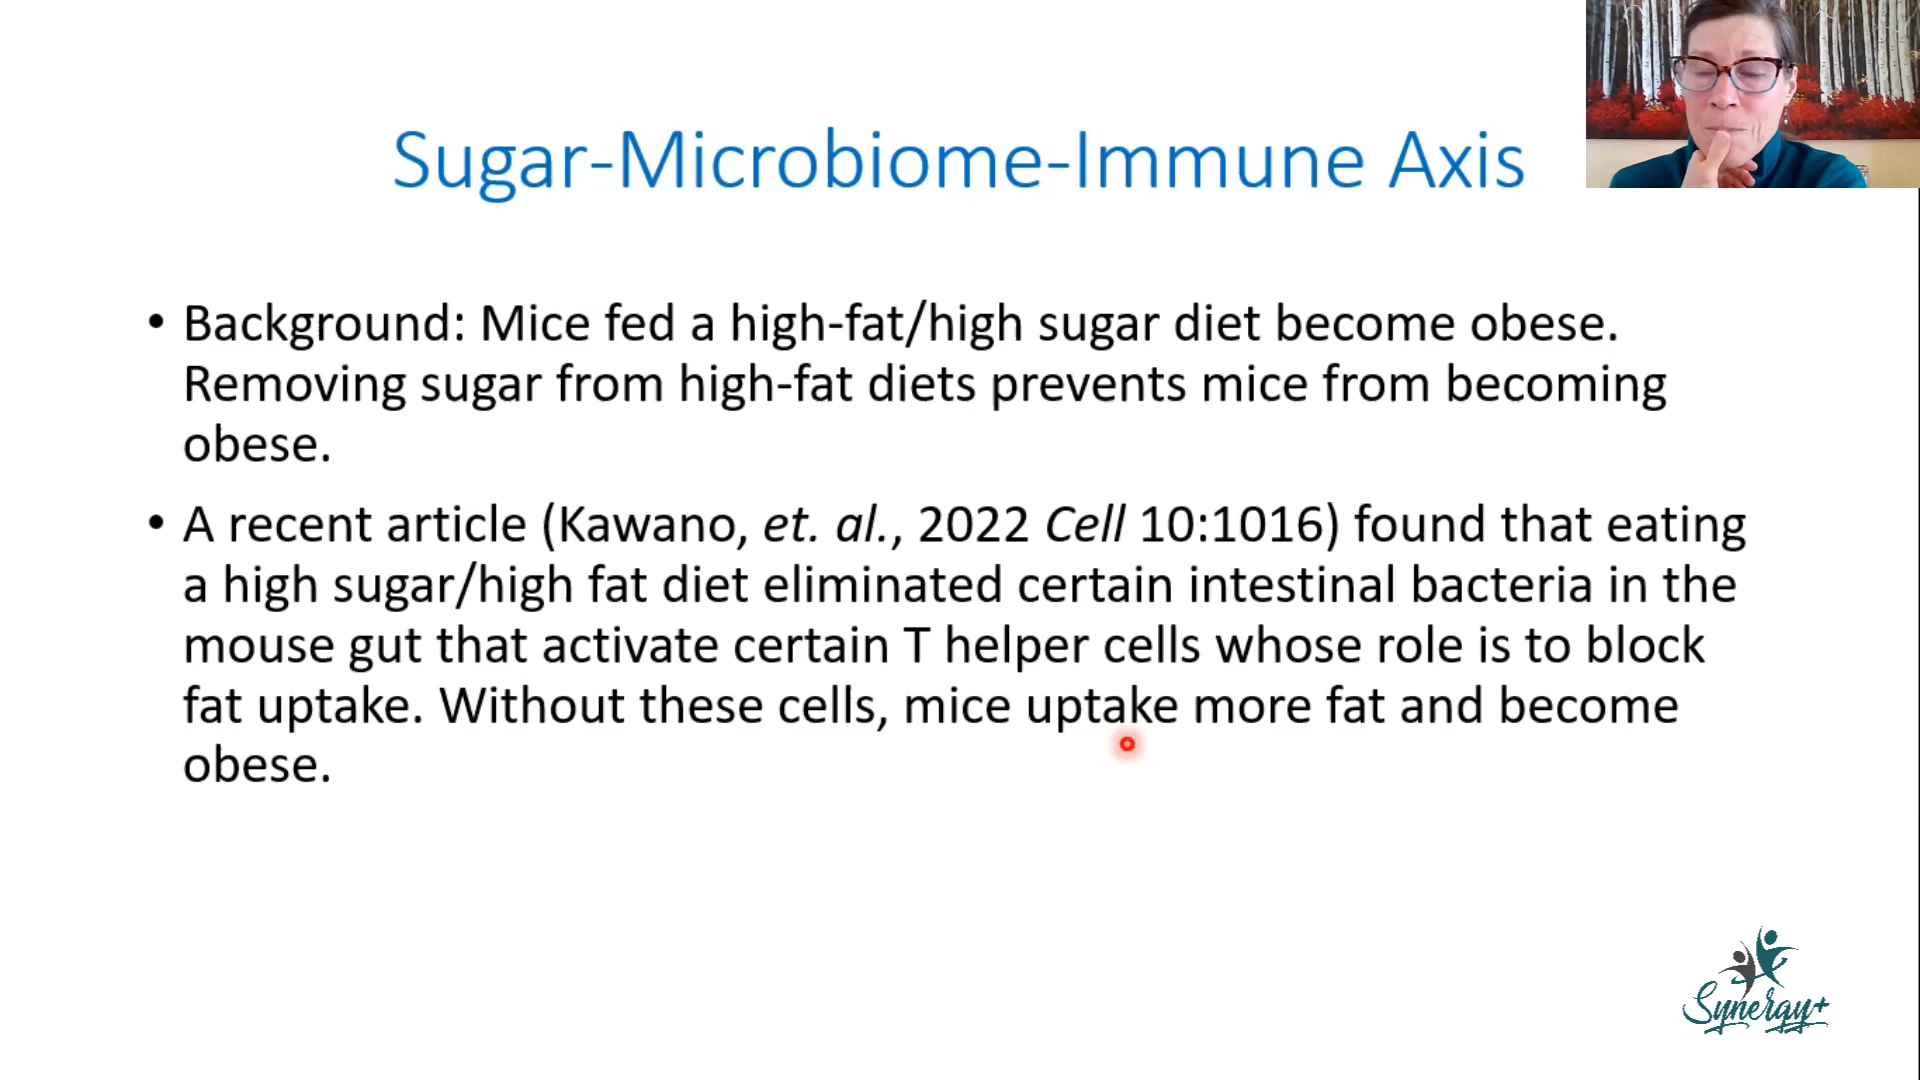 Sugar-Microbiome-Immune Axis
• Background: Mice fed a high-fat/high sugar diet become obese.
Removing sugar from high-fat diets prevents mice from becoming
obese.
• A recent article (Kawano, et. al., 2022 Cell 10:1016) found that eating
a high sugar/high fat diet eliminated certain intestinal bacteria in the
mouse gut that activate certain T helper cells whose role is to block
fat uptake. Without these cells, mice uptake more fat and become
obese.
Synergy+